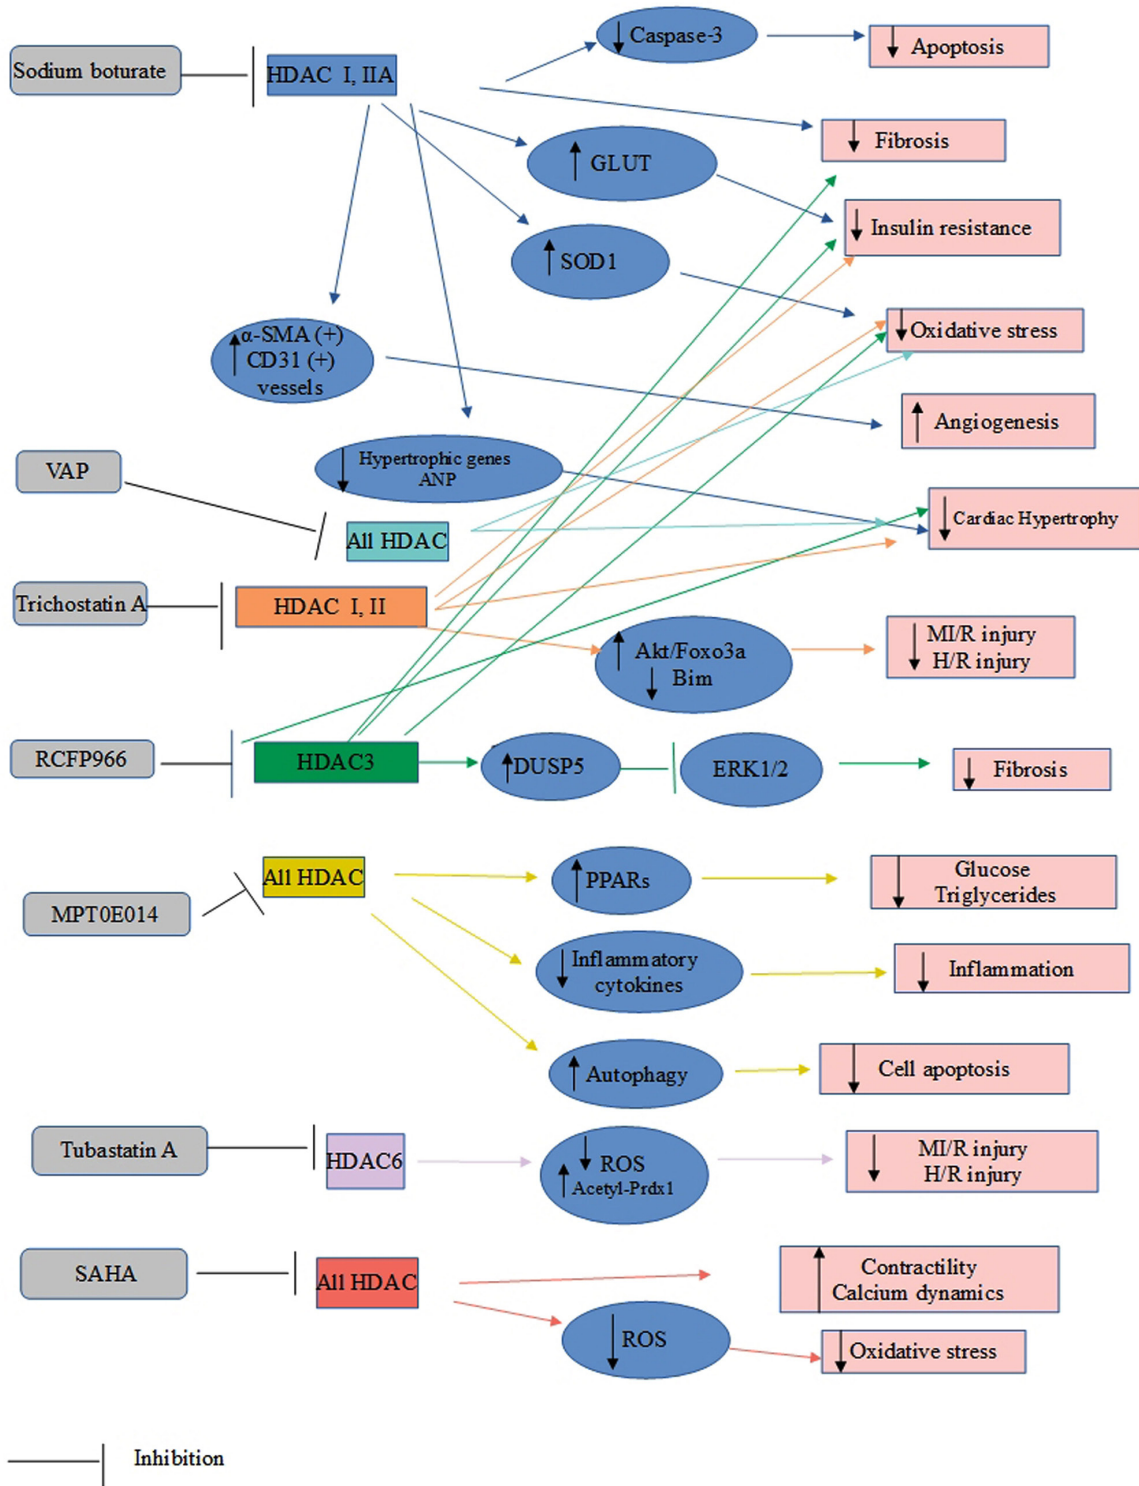 Caspase-3
Apoptosis
Sodium boturate
HDAC I, IIA
Fibrosis
GLUT
Insulin resistance
SOD1
Oxidative stress
α-SMA (+)
CD31 (+)
vessels
Angiogenesis
VAP
Hypertrophic genes
ANP
Cardiac Hypertrophy
All HDAC
Trichostatin A
HDAC I, II
Akt/Foxo3a
Bim
MI/R injury
H/R injury
RCFP966
HDAC3
DUSP5
ERK1/2
Fibrosis
All HDAC
PPARs
Glucose
Triglycerides
MPT0E014
Inflammatory
cytokines
Inflammation
Autophagy
Cell apoptosis
Tubastatin A
HDAC6
ROS
Acetyl-Prdx1
MI/R injury
H/R injury
SAHA
All HDAC
Contractility
Calcium dynamics
ROS
Oxidative stress
Inhibition